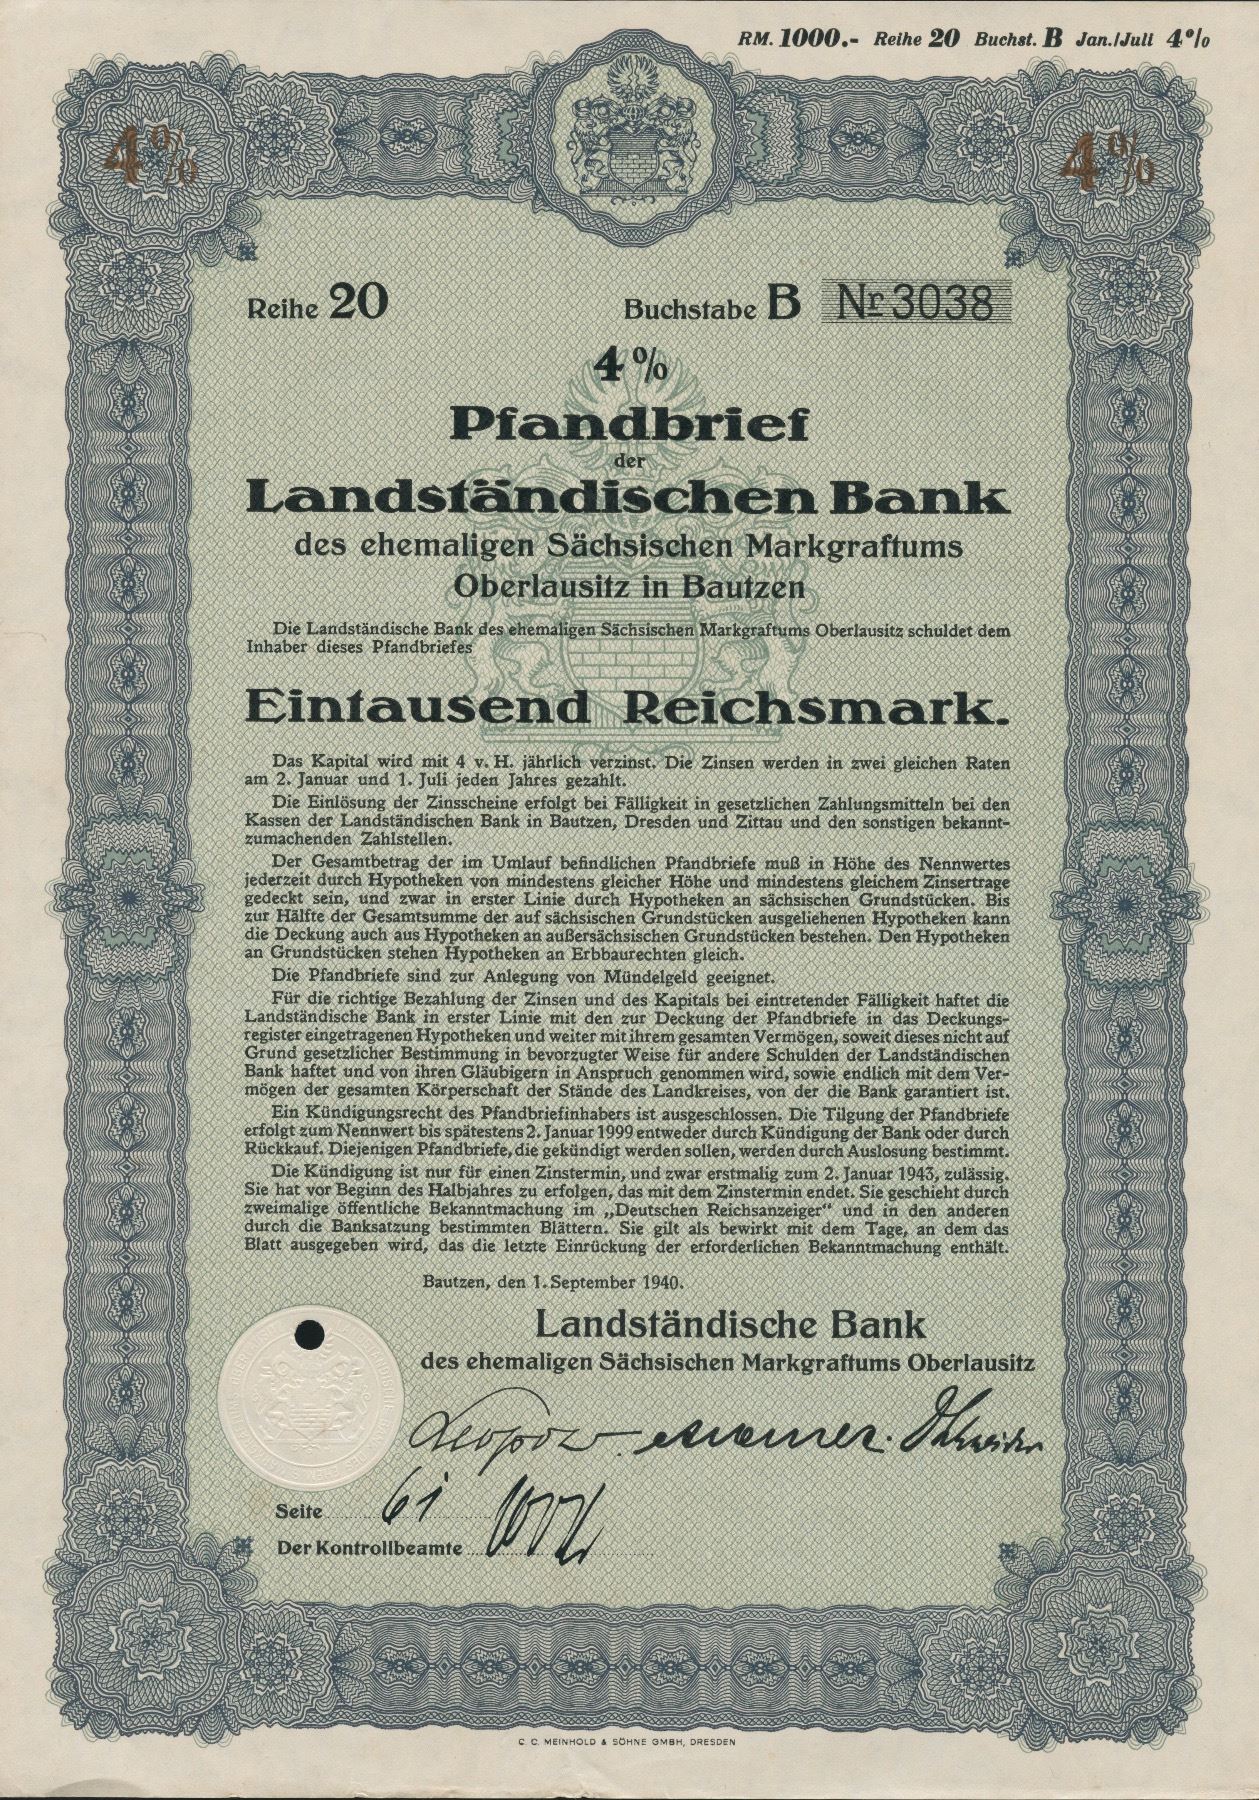 RM. 1000.- Reihe 20 Buchst. B Jan./Juli 4%
4% 4%
Reihe 20 Buchstabe B Nr 3038
4%
Pfandbrief
der
Landständischen Bank
des ehemaligen Sächsischen Markgraftums
Oberlausitz in Bautzen
Die Landständische Bank des ehemaligen Sächsischen Markgraftums Oberlausitz schuldet dem
Inhaber dieses Pfandbriefes
Eintausend Reichsmark.
Das Kapital wird mit 4 v. H. jährlich verzinst. Die Zinsen werden in zwei gleichen Raten
am 2. Januar und 1. Juli jeden Jahres gezahlt.
Die Einlösung der Zinsscheine erfolgt bei Fälligkeit in gesetzlichen Zahlungsmitteln bei den
Kassen der Landständischen Bank in Bautzen, Dresden und Zittau und den sonstigen bekannt-
zumachenden Zahlstellen.
Der Gesamtbetrag der im Umlauf befindlichen Pfandbriefe muß in Höhe des Nennwertes
jederzeit durch Hypotheken von mindestens gleicher Höhe und mindestens gleichem Zinsertrage
gedeckt sein, und zwar in erster Linie durch Hypotheken an sächsischen Grundstücken. Bis
zur Hälfte der Gesamtsumme der auf sächsischen Grundstücken ausgeliehenen Hypotheken kann
die Deckung auch aus Hypotheken an außersächsischen Grundstücken bestehen. Den Hypotheken
an Grundstücken stehen Hypotheken an Erbbaurechten gleich.
Die Pfandbriefe sind zur Anlegung von Mündelgeld geeignet.
Für die richtige Bezahlung der Zinsen und des Kapitals bei eintretender Fälligkeit haftet die
Landständische Bank in erster Linie mit den zur Deckung der Pfandbriefe in das Deckungs-
register eingetragenen Hypotheken und weiter mit ihrem gesamten Vermögen, soweit dieses nicht auf
Grund gesetzlicher Bestimmung in bevorzugter Weise für andere Schulden der Landständischen
Bank haftet und von ihren Gläubigern in Anspruch genommen wird, sowie endlich mit dem Ver-
mögen der gesamten Körperschaft der Stände des Landkreises, von der die Bank garantiert ist.
Ein Kündigungsrecht des Pfandbriefinhabers ist ausgeschlossen. Die Tilgung der Pfandbriefe
erfolgt zum Nennwert bis spätestens 2. Januar 1999 entweder durch Kündigung der Bank oder durch
Rückkauf. Diejenigen Pfandbriefe, die gekündigt werden sollen, werden durch Auslosung bestimmt.
Die Kündigung ist nur für einen Zinstermin, und zwar erstmalig zum 2. Januar 1943, zulässig.
Sie hat vor Beginn des Halbjahres zu erfolgen, das mit dem Zinstermin endet. Sie geschieht durch
zweimalige öffentliche Bekanntmachung im „Deutschen Reichsanzeiger“ und in den anderen
durch die Banksatzung bestimmten Blättern. Sie gilt als bewirkt mit dem Tage, an dem das
Blatt ausgegeben wird, das die letzte Einrückung der erforderlichen Bekanntmachung enthält.
Bautzen, den 1. September 1940.
Landständische Bank
des ehemaligen Sächsischen Markgraftums Oberlausitz
Seite 61
Der Kontrollbeamte
C. C. MEINHOLD & SÖHNE GMBH, DRESDEN